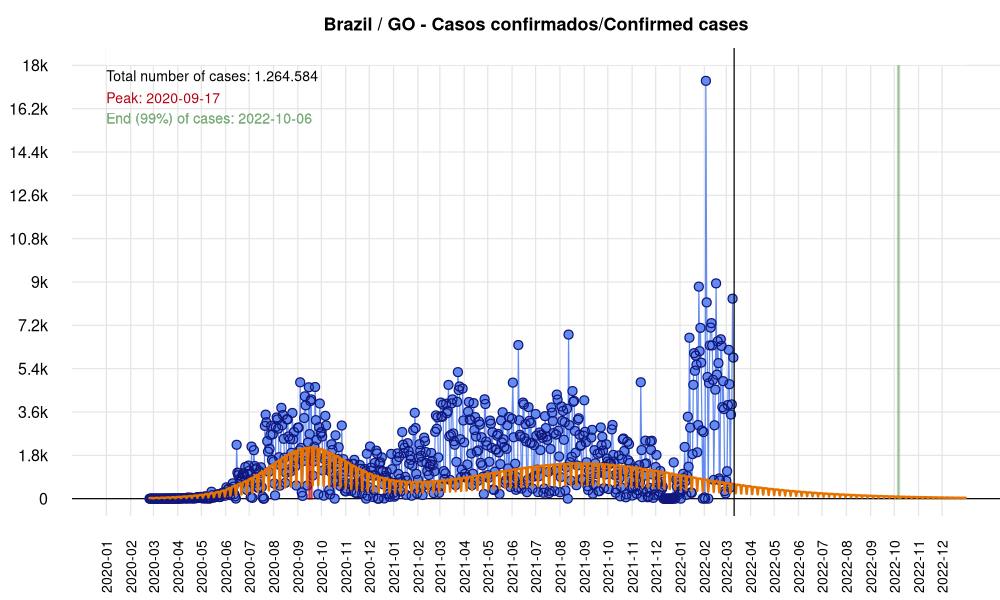 Brazil / GO - Casos confirmados/Confirmed cases
Total number of cases: 1.264.584
Peak: 2020-09-17
End (99%) of cases: 2022-10-06
18k
16.2k
14.4k
12.6k
10.8k
9k
7.2k
5.4k
3.6k
1.8k
0
2020-01
2020-02
2020-03
2020-04
2020-05
2020-06
2020-07
2020-08
2020-09
2020-10
2020-11
2020-12
2021-01
2021-02
2021-03
2021-04
2021-05
2021-06
2021-07
2021-08
2021-09
2021-10
2021-11
2021-12
2022-01
2022-02
2022-03
2022-04
2022-05
2022-06
2022-07
2022-08
2022-09
2022-10
2022-11
2022-12